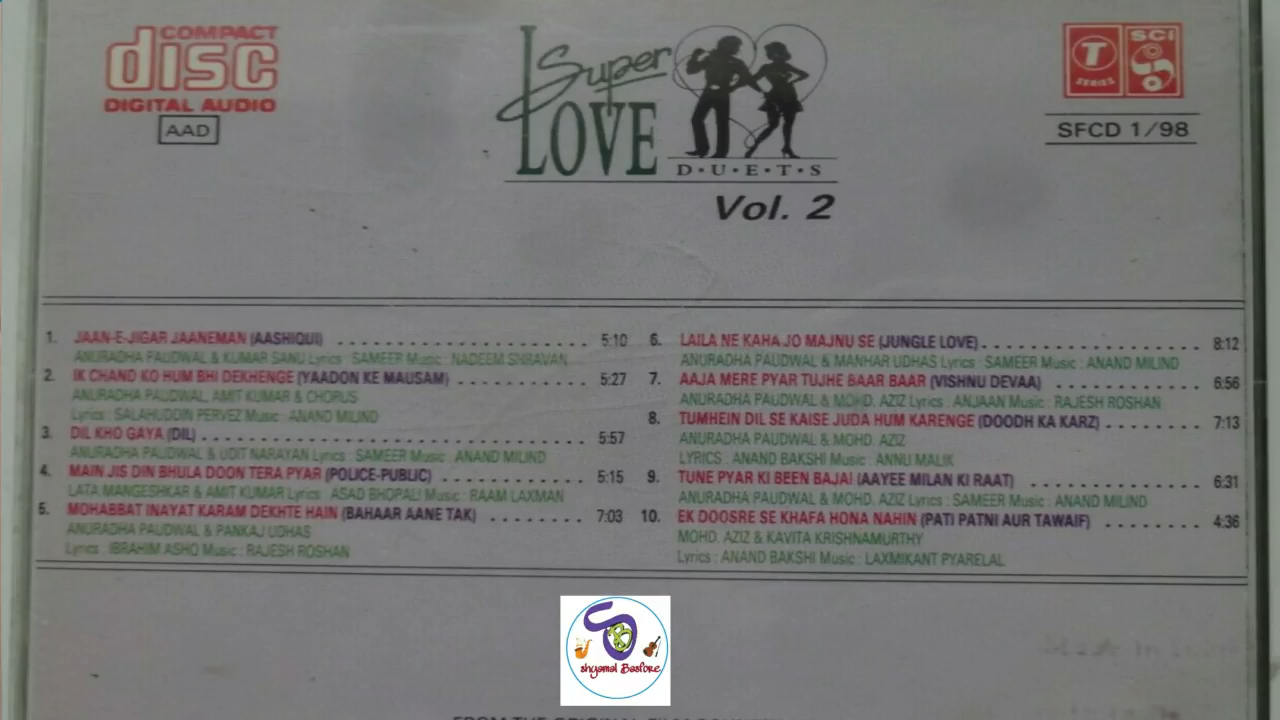 COMPACT
disc
DIGITAL AUDIO
AAD
Super
LOVE
D·U·E·T·S
Vol. 2
T
SERIES
SCI
SFCD 1/98
1. JAAN-E-JIGAR JAANEMAN (AASHIQUI) 5:10
ANURADHA PAUDWAL & KUMAR SANU Lyrics : SAMEER Music : NADEEM SHRAVAN
2. IK CHAND KO HUM BHI DEKHENGE (YAADON KE MAUSAM) 5:27
ANURADHA PAUDWAL, AMIT KUMAR & CHORUS
Lyrics : SALAHUDDIN PERVEZ Music : ANAND MILIND
3. DIL KHO GAYA (DIL) 5:57
ANURADHA PAUDWAL & UDIT NARAYAN Lyrics : SAMEER Music : ANAND MILIND
4. MAIN JIS DIN BHULA DOON TERA PYAR (POLICE-PUBLIC) 5:15
LATA MANGESHKAR & AMIT KUMAR Lyrics : ASAD BHOPALI Music : RAAM LAXMAN
5. MOHABBAT INAYAT KARAM DEKHTE HAIN (BAHAAR AANE TAK) 7:03
ANURADHA PAUDWAL & PANKAJ UDHAS
Lyrics : IBRAHIM ASHQ Music : RAJESH ROSHAN
6. LAILA NE KAHA JO MAJNU SE (JUNGLE LOVE) 8:12
ANURADHA PAUDWAL & MANHAR UDHAS Lyrics : SAMEER Music : ANAND MILIND
7. AAJA MERE PYAR TUJHE BAAR BAAR (VISHNU DEVAA) 6:56
ANURADHA PAUDWAL & MOHD. AZIZ Lyrics : ANJAAN Music : RAJESH ROSHAN
8. TUMHEIN DIL SE KAISE JUDA HUM KARENGE (DOODH KA KARZ) 7:13
ANURADHA PAUDWAL & MOHD. AZIZ
LYRICS : ANAND BAKSHI Music : ANNU MALIK
9. TUNE PYAR KI BEEN BAJAI (AAYEE MILAN KI RAAT) 6:31
ANURADHA PAUDWAL & MOHD. AZIZ Lyrics : SAMEER Music : ANAND MILIND
10. EK DOOSRE SE KHAFA HONA NAHIN (PATI PATNI AUR TAWAIF) 4:36
MOHD. AZIZ & KAVITA KRISHNAMURTHY
Lyrics : ANAND BAKSHI Music : LAXMIKANT PYARELAL
shyamal Basfore
FROM THE ORIGINAL